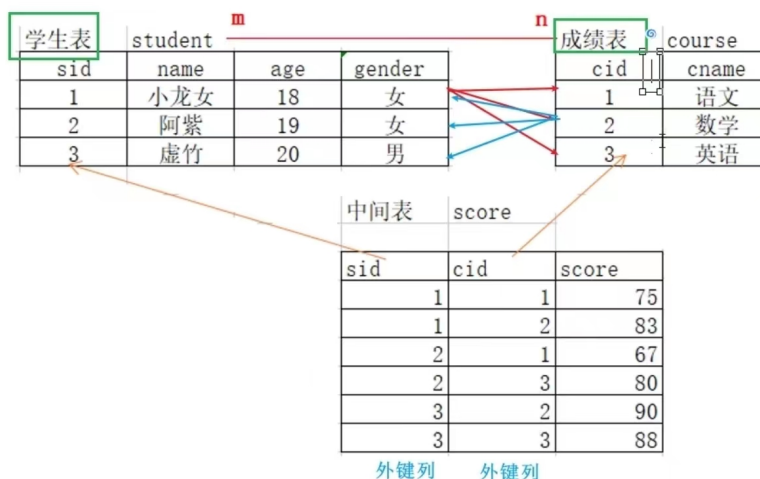 m n
学生表 student 成绩表 course
sid name age gender cid cname
1 小龙女 18 女 1 语文
2 阿紫 19 女 2 数学
3 虚竹 20 男 3 英语
中间表 score
sid cid score
1 1 75
1 2 83
2 1 67
2 3 80
3 2 90
3 3 88
外键列 外键列